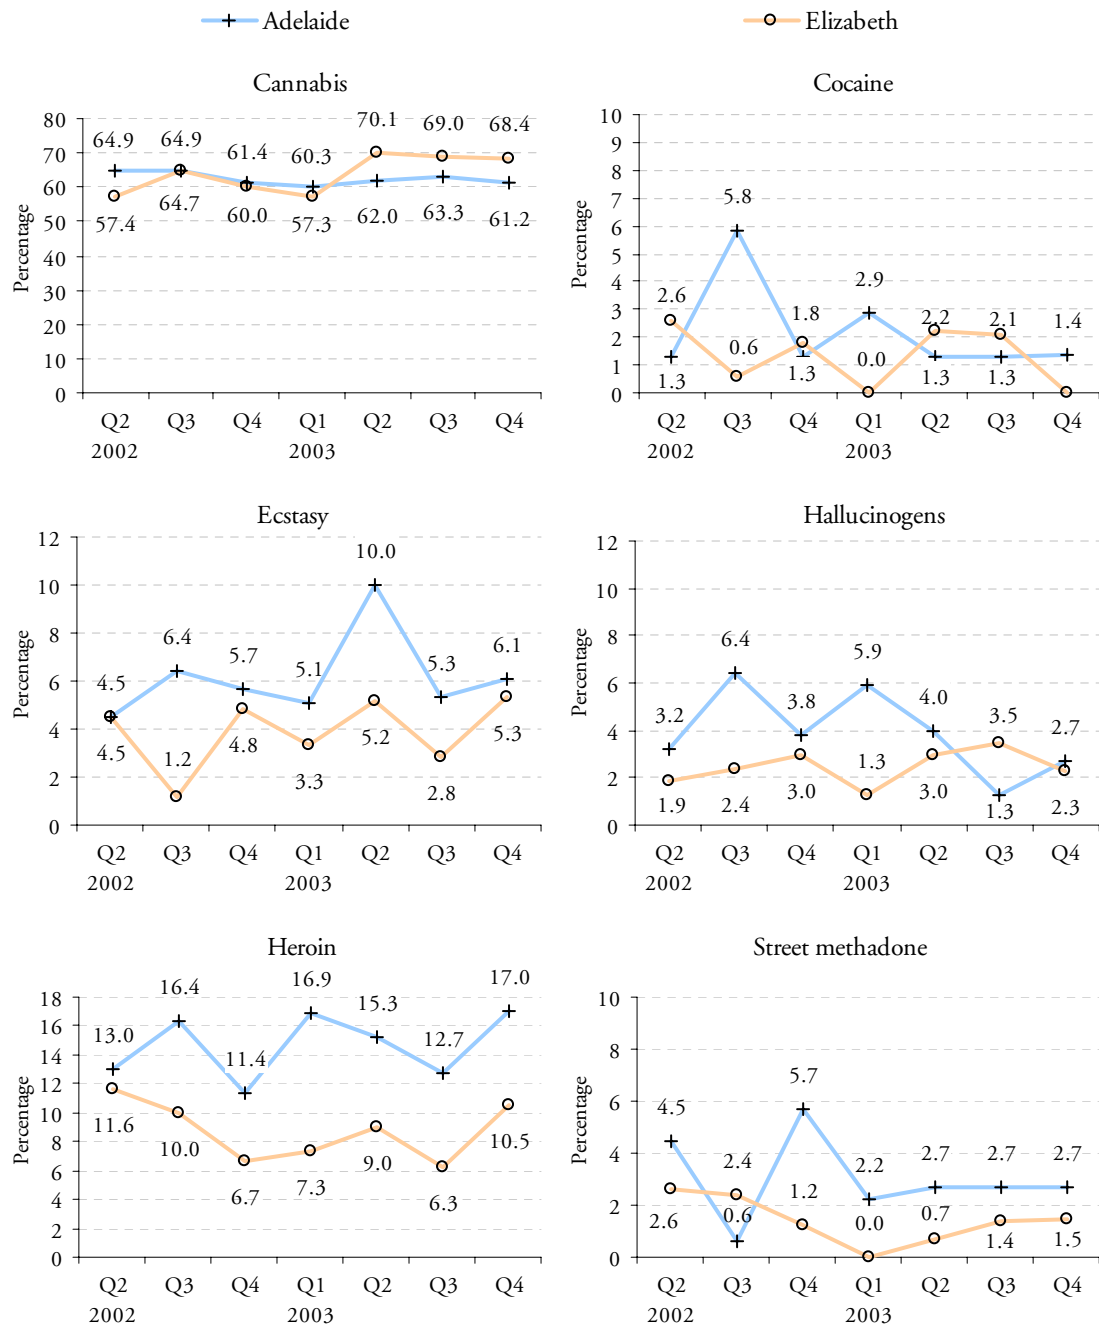 Adelaide Elizabeth
Cannabis
Percentage
80
70
60
50
40
30
20
10
0
64.9 64.9 61.4 60.3 70.1 69.0 68.4
57.4 64.7 60.0 57.3 62.0 63.3 61.2
Q2 Q3 Q4 Q1 Q2 Q3 Q4
2002 2003
Cocaine
Percentage
10
9
8
7
6
5
4
3
2
1
0
2.6 5.8 1.8 2.9 2.2 2.1 1.4
1.3 0.6 1.3 0.0 1.3 1.3
Q2 Q3 Q4 Q1 Q2 Q3 Q4
2002 2003
Ecstasy
Percentage
12
10
8
6
4
2
0
4.5 6.4 5.7 5.1 10.0 5.3 6.1
4.5 1.2 4.8 3.3 5.2 2.8 5.3
Q2 Q3 Q4 Q1 Q2 Q3 Q4
2002 2003
Hallucinogens
Percentage
12
10
8
6
4
2
0
3.2 6.4 3.8 5.9 4.0 3.5 2.7
1.9 2.4 3.0 1.3 3.0 1.3 2.3
Q2 Q3 Q4 Q1 Q2 Q3 Q4
2002 2003
Heroin
Percentage
18
16
14
12
10
8
6
4
2
0
13.0 16.4 11.4 16.9 15.3 12.7 17.0
11.6 10.0 6.7 7.3 9.0 6.3 10.5
Q2 Q3 Q4 Q1 Q2 Q3 Q4
2002 2003
Street methadone
Percentage
10
8
6
4
2
0
4.5 2.4 5.7 2.2 2.7 2.7 2.7
2.6 0.6 1.2 0.0 0.7 1.4 1.5
Q2 Q3 Q4 Q1 Q2 Q3 Q4
2002 2003